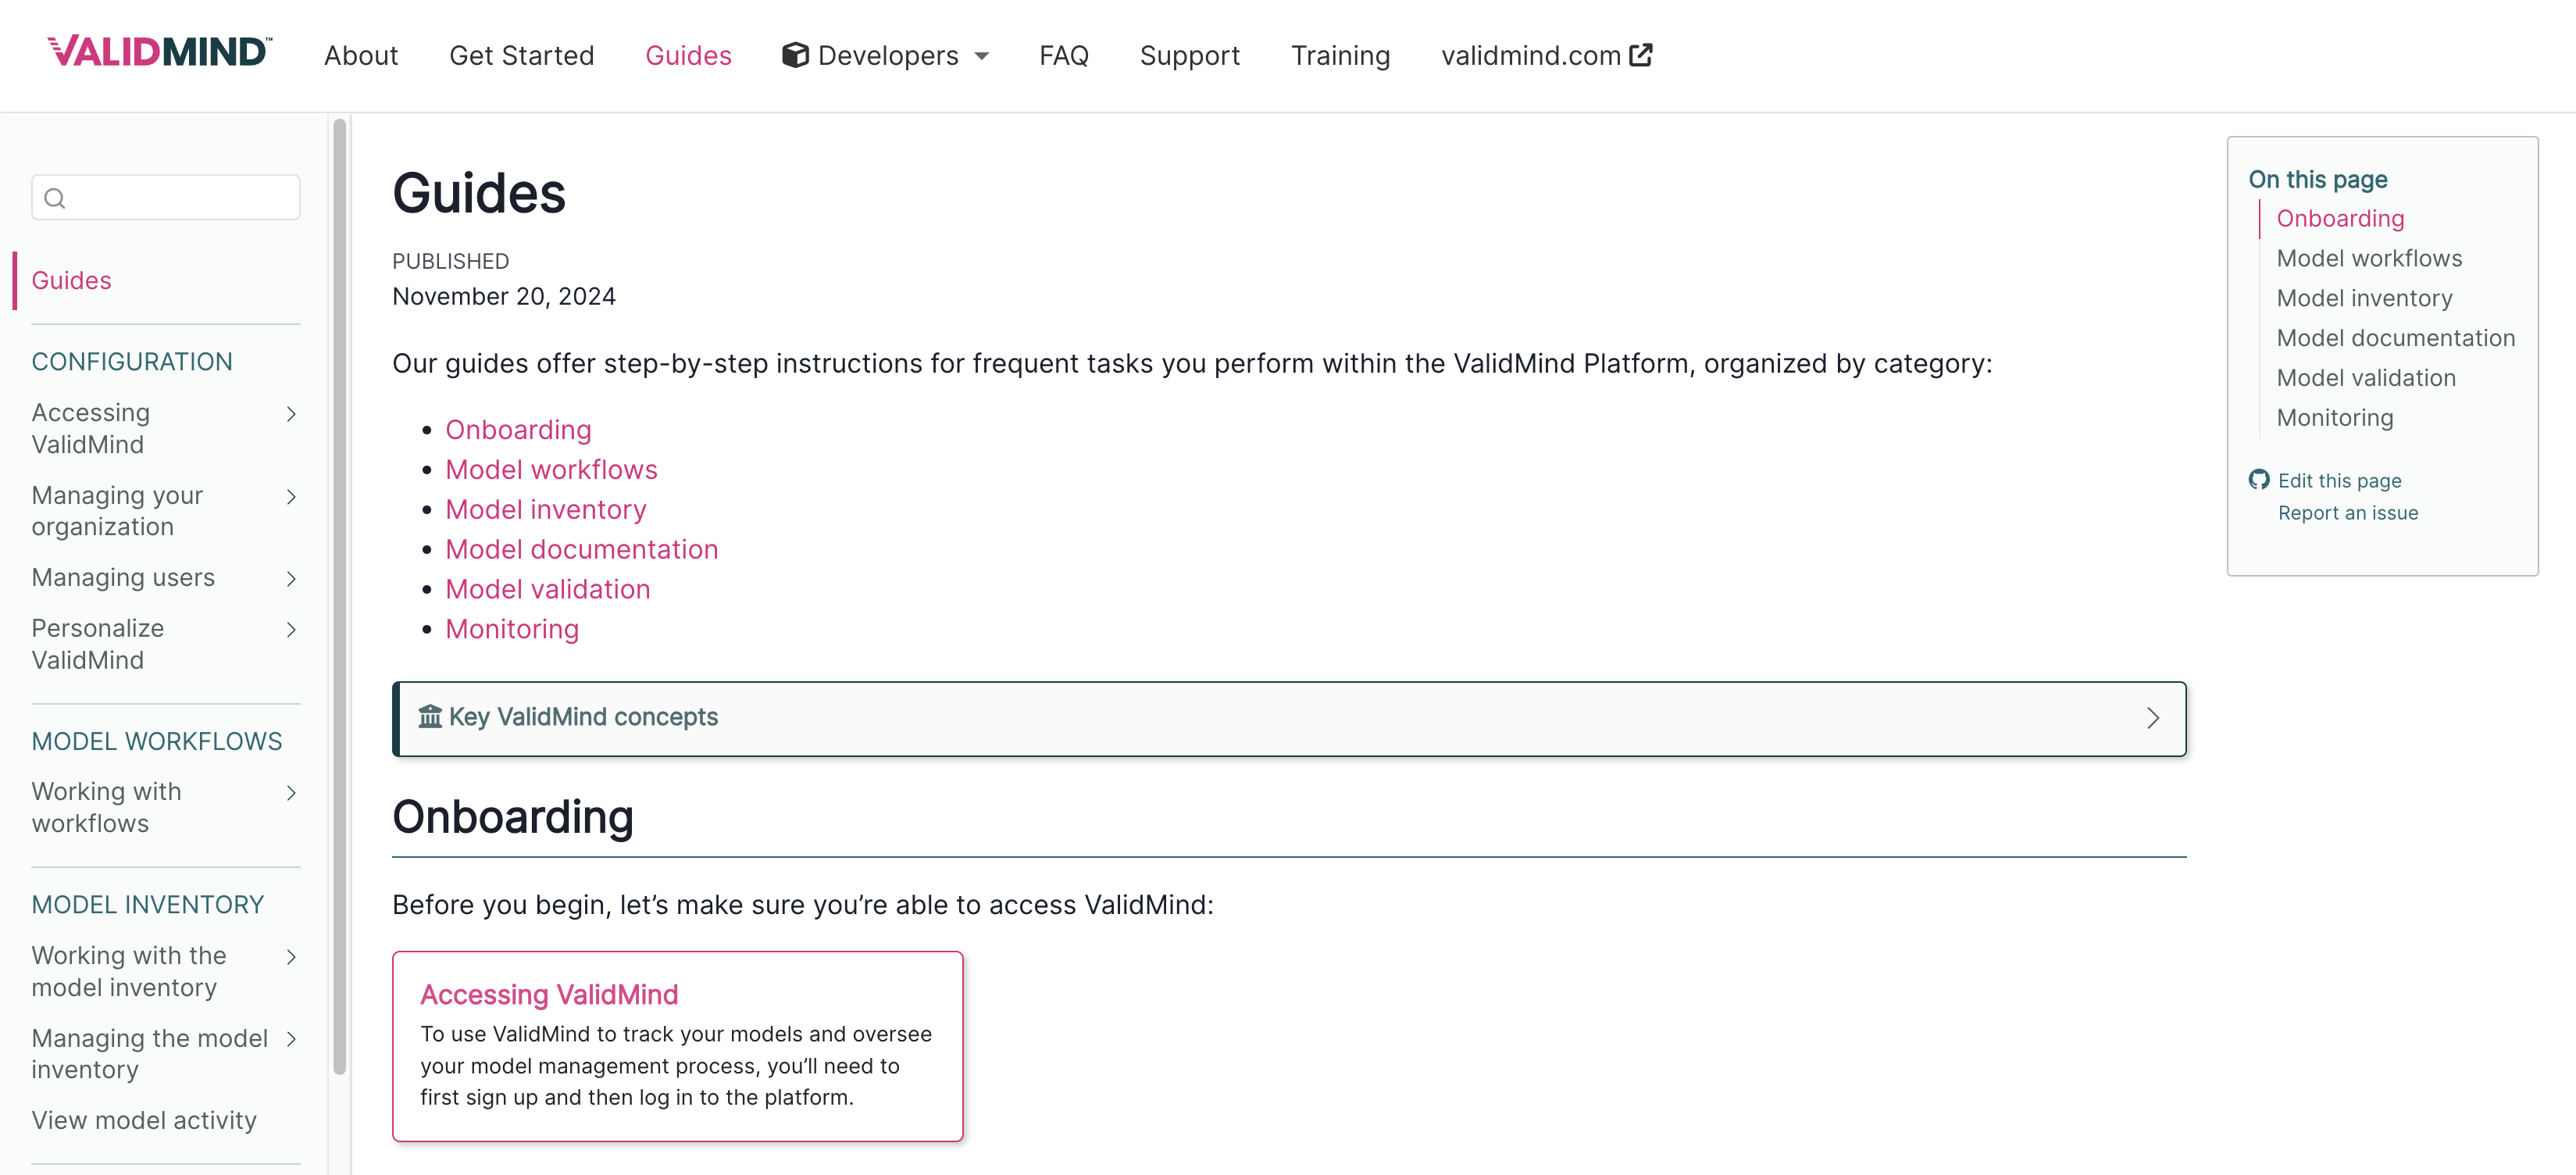 VALIDMIND™ About Get Started Guides Developers FAQ Support Training validmind.com
Guides
CONFIGURATION
Accessing
ValidMind
Managing your
organization
Managing users
Personalize
ValidMind
MODEL WORKFLOWS
Working with
workflows
MODEL INVENTORY
Working with the
model inventory
Managing the model
inventory
View model activity
Guides
PUBLISHED
November 20, 2024
Our guides offer step-by-step instructions for frequent tasks you perform within the ValidMind Platform, organized by category:
• Onboarding
• Model workflows
• Model inventory
• Model documentation
• Model validation
• Monitoring
Key ValidMind concepts
Onboarding
Before you begin, let’s make sure you’re able to access ValidMind:
Accessing ValidMind
To use ValidMind to track your models and oversee
your model management process, you’ll need to
first sign up and then log in to the platform.
On this page
Onboarding
Model workflows
Model inventory
Model documentation
Model validation
Monitoring
Edit this page
Report an issue